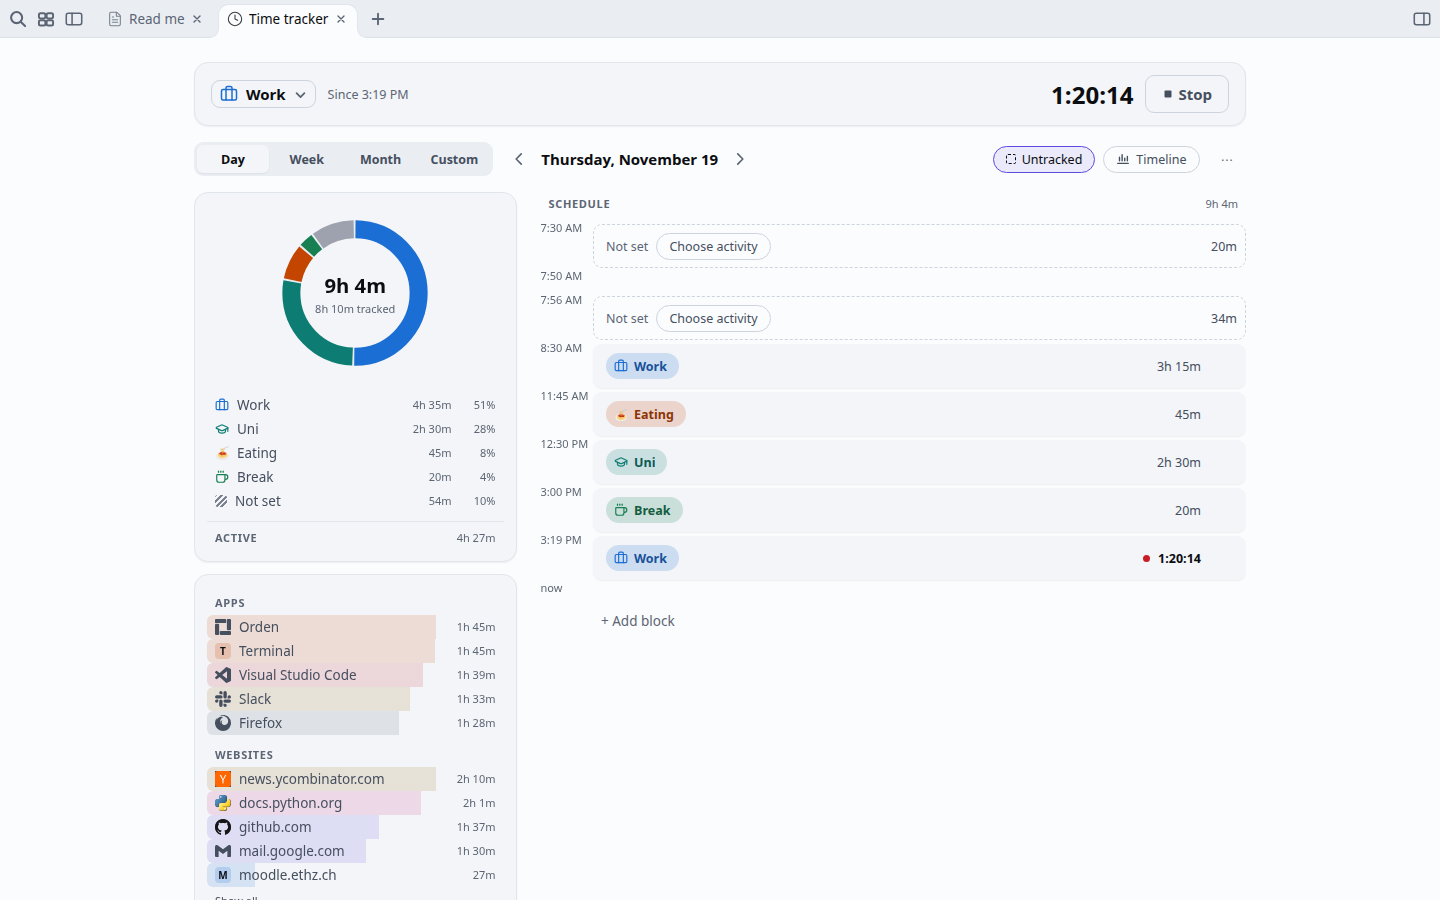 Read me
Time tracker
Work
Since 3:19 PM
1:20:14
Stop
Day
Week
Month
Custom
Thursday, November 19
Untracked
Timeline
...
9h 4m
8h 10m tracked
Work 4h 35m 51%
Uni 2h 30m 28%
Eating 45m 8%
Break 20m 4%
Not set 54m 10%
ACTIVE 4h 27m
APPS
Orden 1h 45m
T Terminal 1h 45m
Visual Studio Code 1h 39m
Slack 1h 33m
Firefox 1h 28m
WEBSITES
Y news.ycombinator.com 2h 10m
docs.python.org 2h 1m
github.com 1h 37m
mail.google.com 1h 30m
M moodle.ethz.ch 27m
SCHEDULE 9h 4m
7:30 AM
Not set Choose activity 20m
7:50 AM
7:56 AM
Not set Choose activity 34m
8:30 AM
Work 3h 15m
11:45 AM
Eating 45m
12:30 PM
Uni 2h 30m
3:00 PM
Break 20m
3:19 PM
Work 1:20:14
now
+ Add block